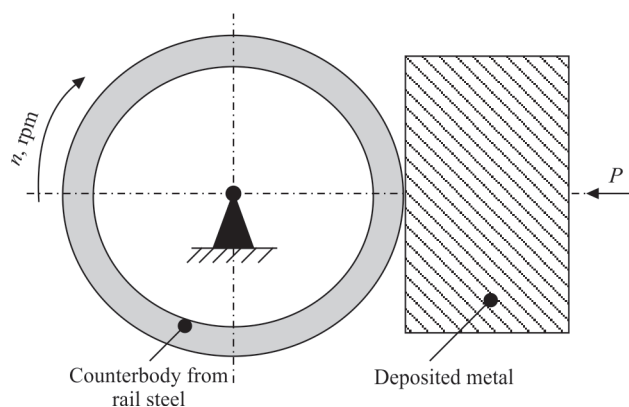 n, rpm
P
Counterbody from
rail steel
Deposited metal